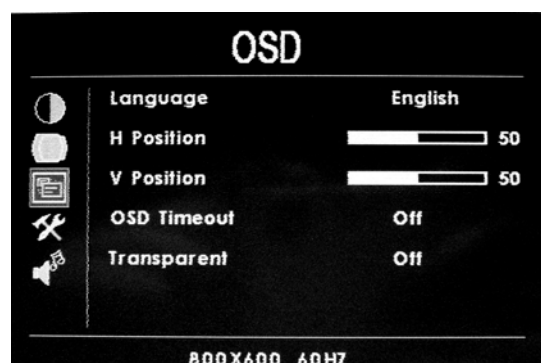 OSD
Language English
H Position 50
V Position 50
OSD Timeout Off
Transparent Off
800X600 60HZ